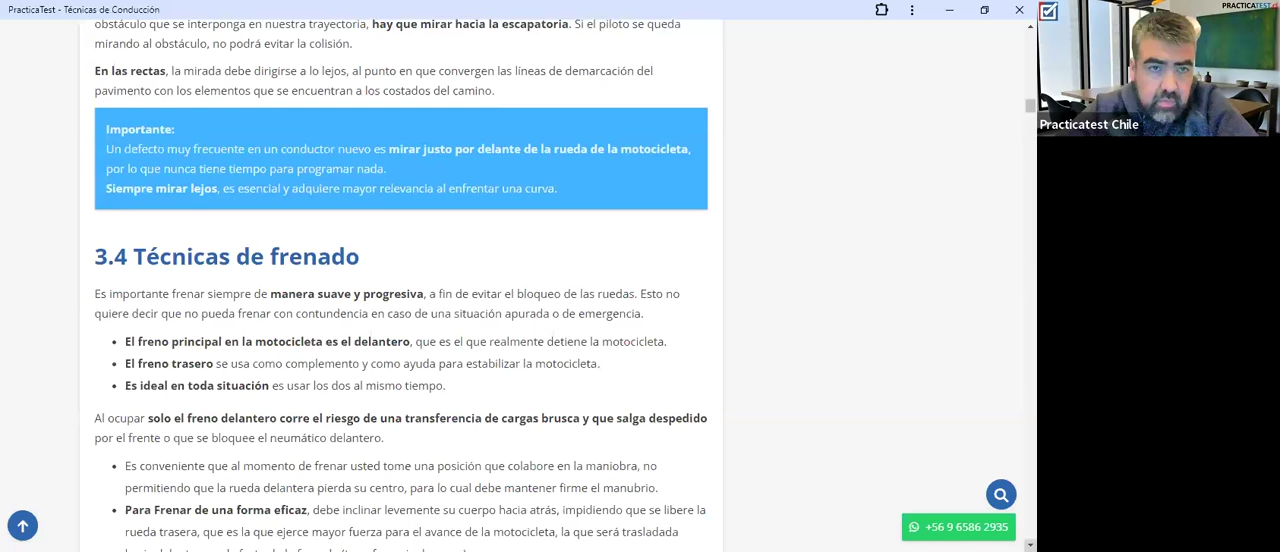 PracticaTest - Técnicas de Conducción
PRACTICATEST.cl
obstáculo que se interponga en nuestra trayectoria, hay que mirar hacia la escapatoria. Si el piloto se queda
mirando al obstáculo, no podrá evitar la colisión.
En las rectas, la mirada debe dirigirse a lo lejos, al punto en que convergen las líneas de demarcación del
pavimento con los elementos que se encuentran a los costados del camino.
Practicatest Chile
Importante:
Un defecto muy frecuente en un conductor nuevo es mirar justo por delante de la rueda de la motocicleta,
por lo que nunca tiene tiempo para programar nada.
Siempre mirar lejos, es esencial y adquiere mayor relevancia al enfrentar una curva.
3.4 Técnicas de frenado
Es importante frenar siempre de manera suave y progresiva, a fin de evitar el bloqueo de las ruedas. Esto no
quiere decir que no pueda frenar con contundencia en caso de una situación apurada o de emergencia.
• El freno principal en la motocicleta es el delantero, que es el que realmente detiene la motocicleta.
• El freno trasero se usa como complemento y como ayuda para estabilizar la motocicleta.
• Es ideal en toda situación es usar los dos al mismo tiempo.
Al ocupar solo el freno delantero corre el riesgo de una transferencia de cargas brusca y que salga despedido
por el frente o que se bloquee el neumático delantero.
• Es conveniente que al momento de frenar usted tome una posición que colabore en la maniobra, no
permitiendo que la rueda delantera pierda su centro, para lo cual debe mantener firme el manubrio.
• Para Frenar de una forma eficaz, debe inclinar levemente su cuerpo hacia atrás, impidiendo que se libere la
rueda trasera, que es la que ejerce mayor fuerza para el avance de la motocicleta, la que será trasladada
+56 9 6586 2935